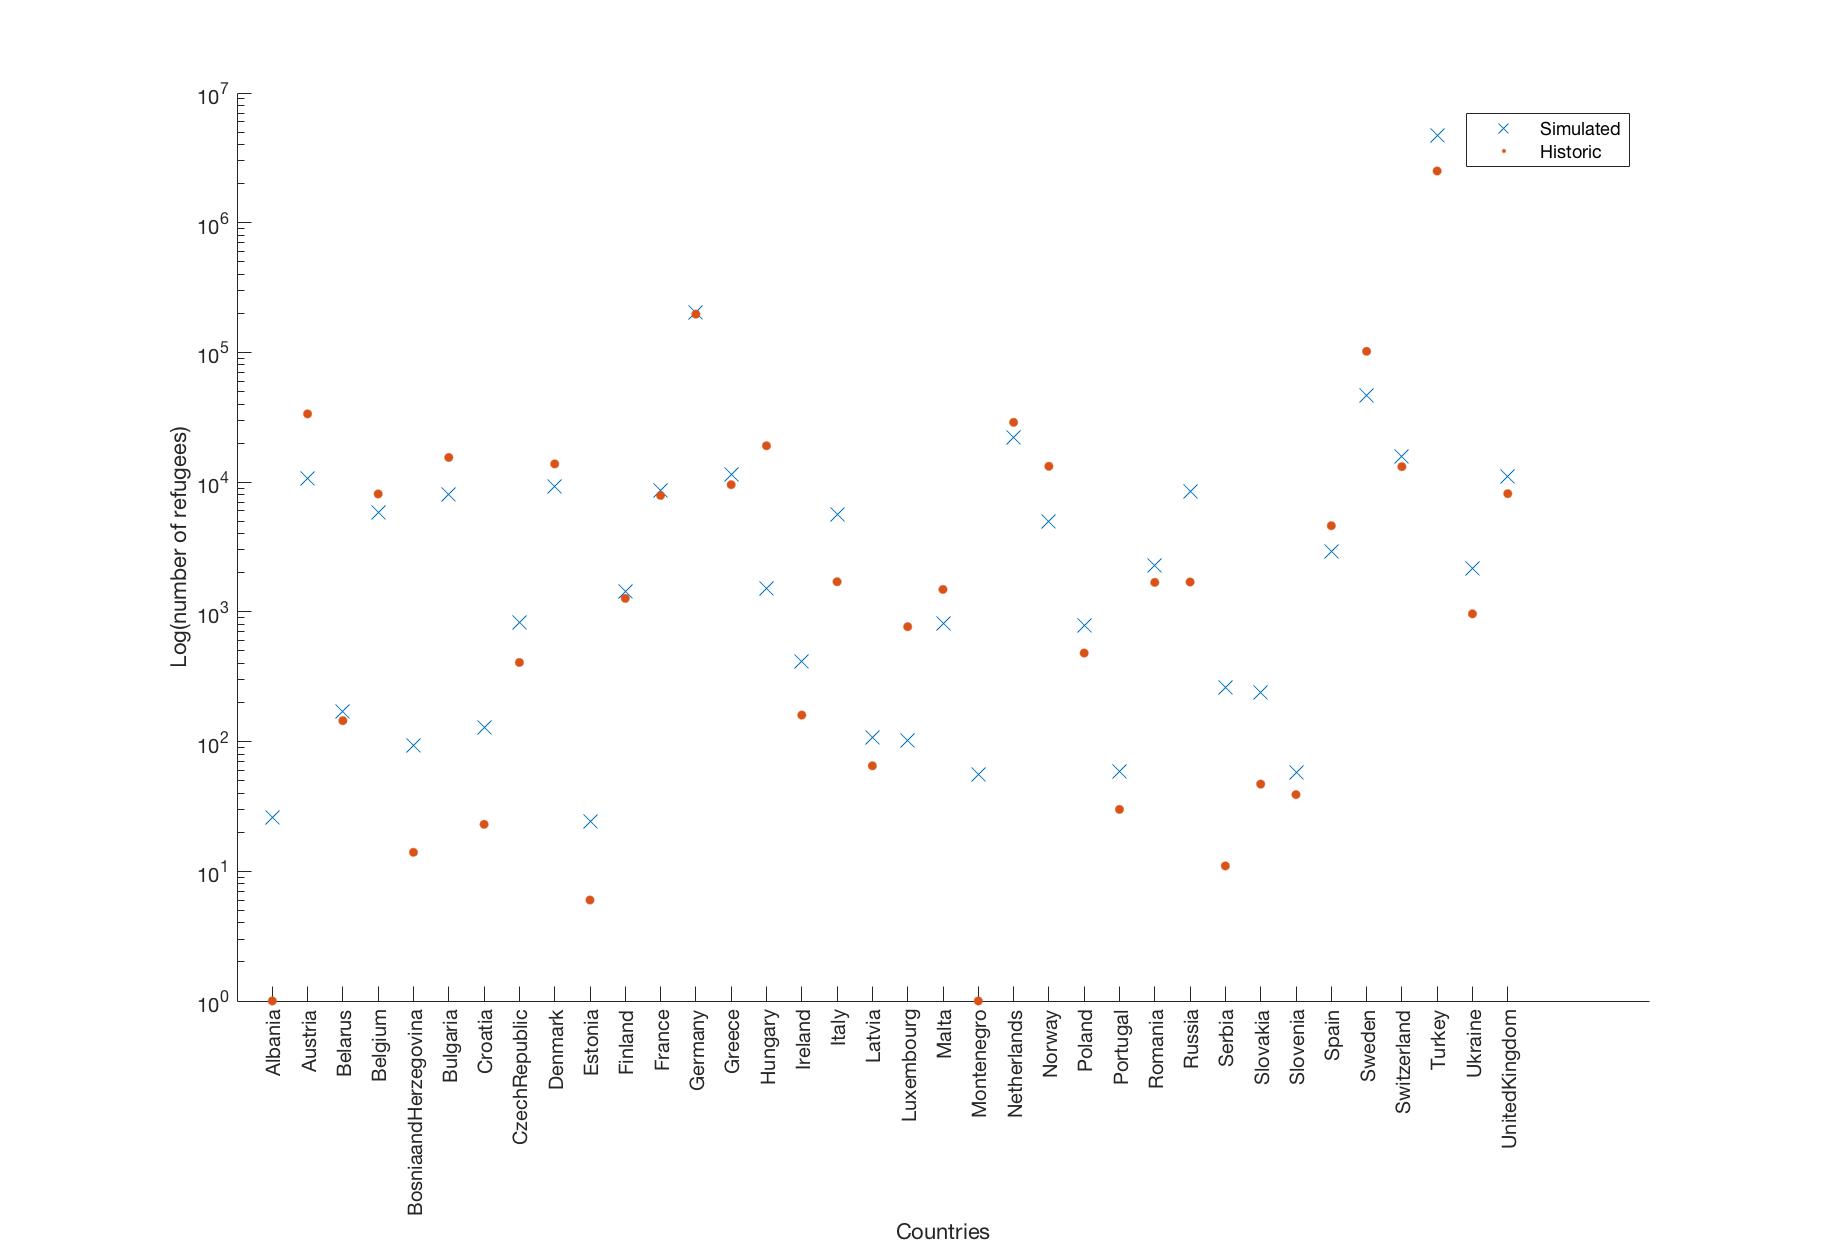 10^7
10^6
10^5
10^4
10^3
10^2
10^1
10^0
Log(number of refugees)
Simulated
Historic
Albania
Austria
Belarus
Belgium
BosniaandHerzegovina
Bulgaria
Croatia
CzechRepublic
Denmark
Estonia
Finland
France
Germany
Greece
Hungary
Ireland
Italy
Latvia
Luxembourg
Malta
Montenegro
Netherlands
Norway
Poland
Portugal
Romania
Russia
Serbia
Slovakia
Slovenia
Spain
Sweden
Switzerland
Turkey
Ukraine
UnitedKingdom
Countries